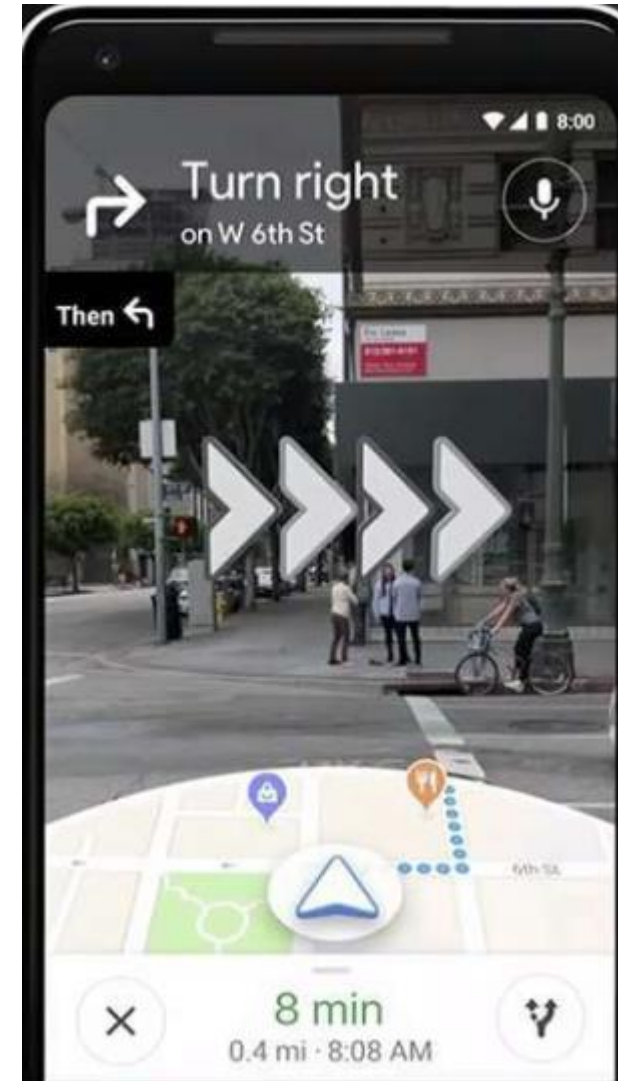 8:00
Turn right
on W 6th St
Then
For Lease
6th St
8 min
0.4 mi · 8:08 AM